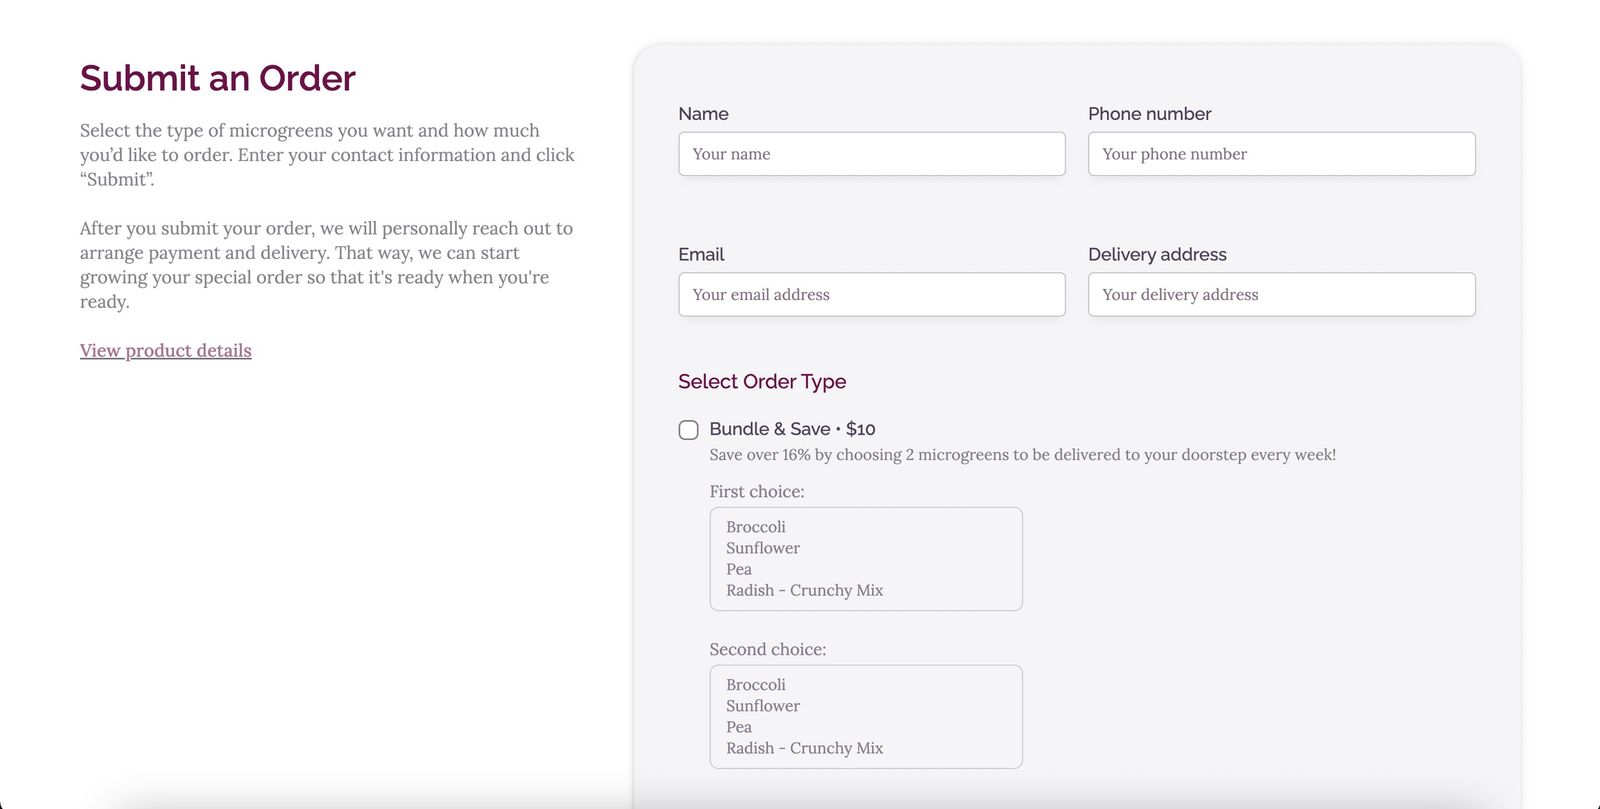 Submit an Order
Select the type of microgreens you want and how much
you’d like to order. Enter your contact information and click
“Submit”.
After you submit your order, we will personally reach out to
arrange payment and delivery. That way, we can start
growing your special order so that it's ready when you're
ready.
View product details
Name
Your name
Phone number
Your phone number
Email
Your email address
Delivery address
Your delivery address
Select Order Type
Bundle & Save • $10
Save over 16% by choosing 2 microgreens to be delivered to your doorstep every week!
First choice:
Broccoli
Sunflower
Pea
Radish - Crunchy Mix
Second choice:
Broccoli
Sunflower
Pea
Radish - Crunchy Mix